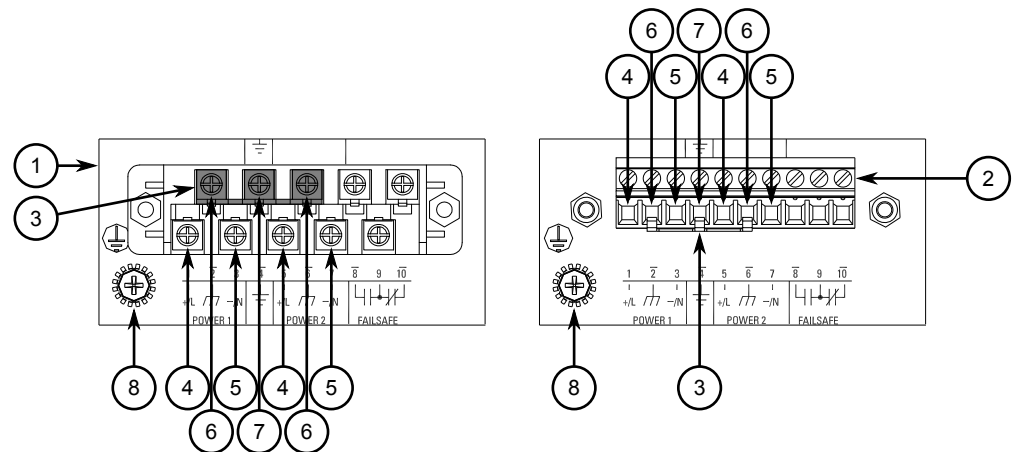 6 7 6
4 5 4 5
1
2
3
2 3 4 5 6 7 8 9 10
+/L –/N +/L –/N
POWER 1 POWER 2 FAILSAFE
1 2 3 4 5 6 7 8 9 10
+/L –/N +/L –/N
POWER 1 POWER 2 FAILSAFE
8 4 5 4 5
6 7 6
8 3